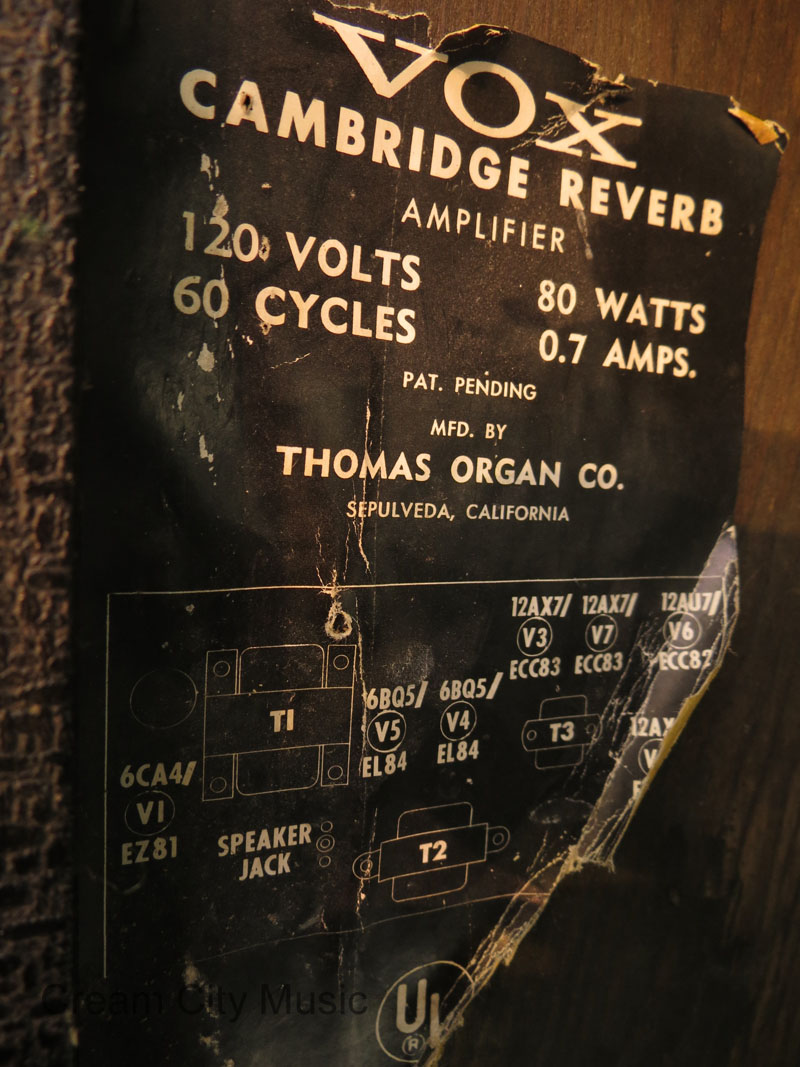 VOX
CAMBRIDGE REVERB
AMPLIFIER
120 VOLTS 80 WATTS
60 CYCLES 0.7 AMPS.
PAT. PENDING
MFD. BY
THOMAS ORGAN CO.
SEPULVEDA, CALIFORNIA
12AX7/ 12AX7/ 12AU7/
V3 V7 V6
ECC83 ECC83 ECC82
6BQ5/ 6BQ5/
V5 V4
EL84 EL84
T1
T3
12AX
V
6CA4/
V1
EZ81
SPEAKER
JACK
T2
UL
®
Cream City Music